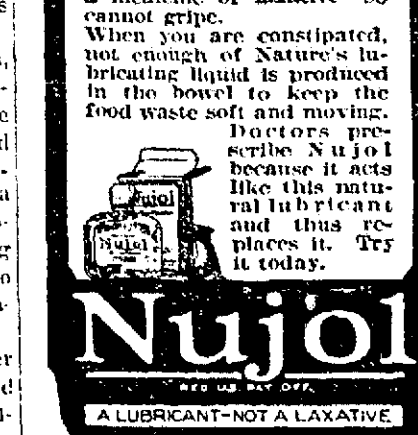 cannot gripe.
When you are constipated,
not enough of Nature's lu-
bricating liquid is produced
in the bowel to keep the
food waste soft and moving.
Doctors pre-
scribe Nujol
because it acts
like this natu-
ral lubricant
and thus re-
places it. Try
it today.
Nujol
Nujol
Nujol
REG. U.S. PAT. OFF.
A LUBRICANT-NOT A LAXATIVE